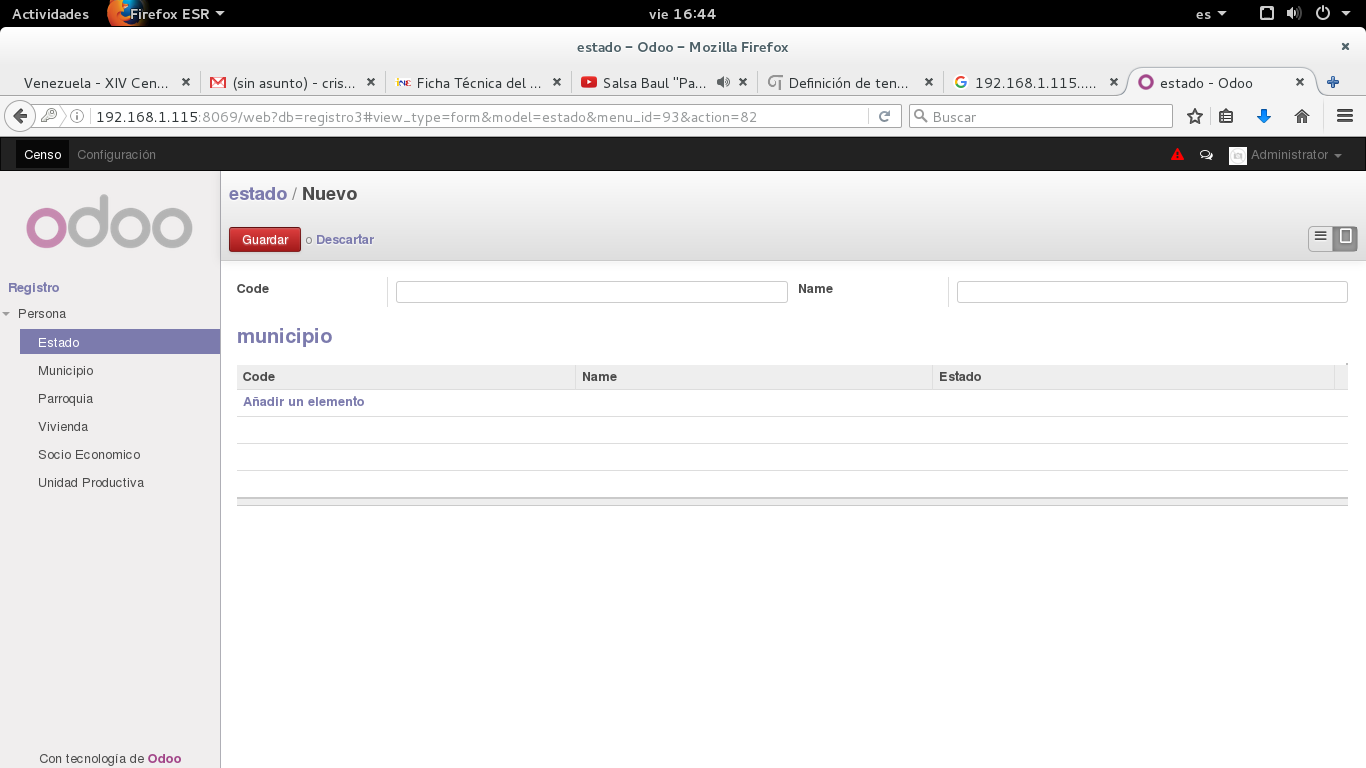 Actividades Firefox ESR vie 16:44 es
estado – Odoo – Mozilla Firefox
Venezuela - XIV Cen... (sin asunto) – cris... Ficha Técnica del ... Salsa Baul "Pa... Definición de ten... 192.168.1.115..... estado - Odoo
192.168.1.115:8069/web?db=registro3#view_type=form&model=estado&menu_id=93&action=82 Buscar
Censo Configuración Administrator
odoo
estado / Nuevo
Guardar o Descartar
Registro
Persona
Estado
Municipio
Parroquia
Vivienda
Socio Economico
Unidad Productiva
Code Name
municipio
Code Name Estado
Añadir un elemento
Con tecnología de Odoo